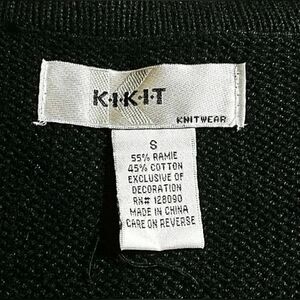 K·I·K·I·T
KNITWEAR
S
55% RAMIE
45% COTTON
EXCLUSIVE OF
DECORATION
RN# 128090
MADE IN CHINA
CARE ON REVERSE